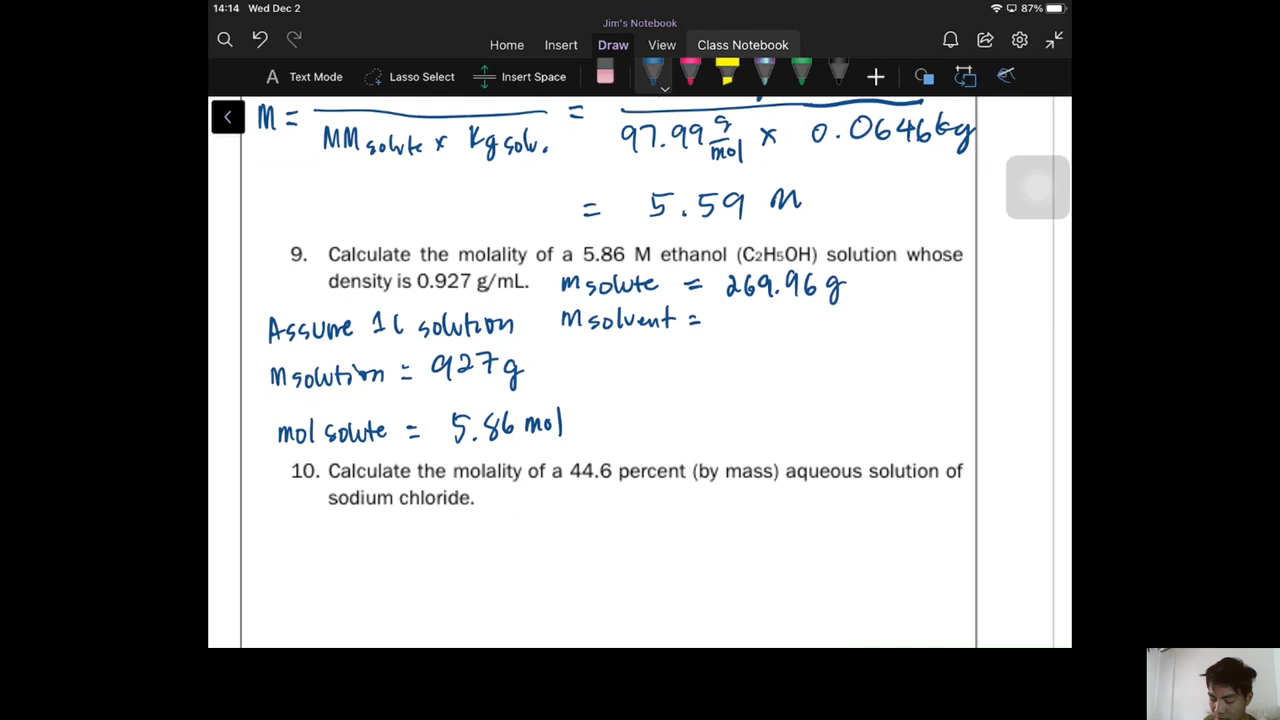 14:14 Wed Dec 2 87%
Jim's Notebook
Home Insert Draw View Class Notebook
Text Mode Lasso Select Insert Space
M = =
MM solute x kg solv. 97.99 g/mol x 0.0646 kg
= 5.59 m
9. Calculate the molality of a 5.86 M ethanol (C2H5OH) solution whose
density is 0.927 g/mL. m solute = 269.96 g
Assume 1L solution m solvent =
m solution = 927 g
mol solute = 5.86 mol
10. Calculate the molality of a 44.6 percent (by mass) aqueous solution of
sodium chloride.